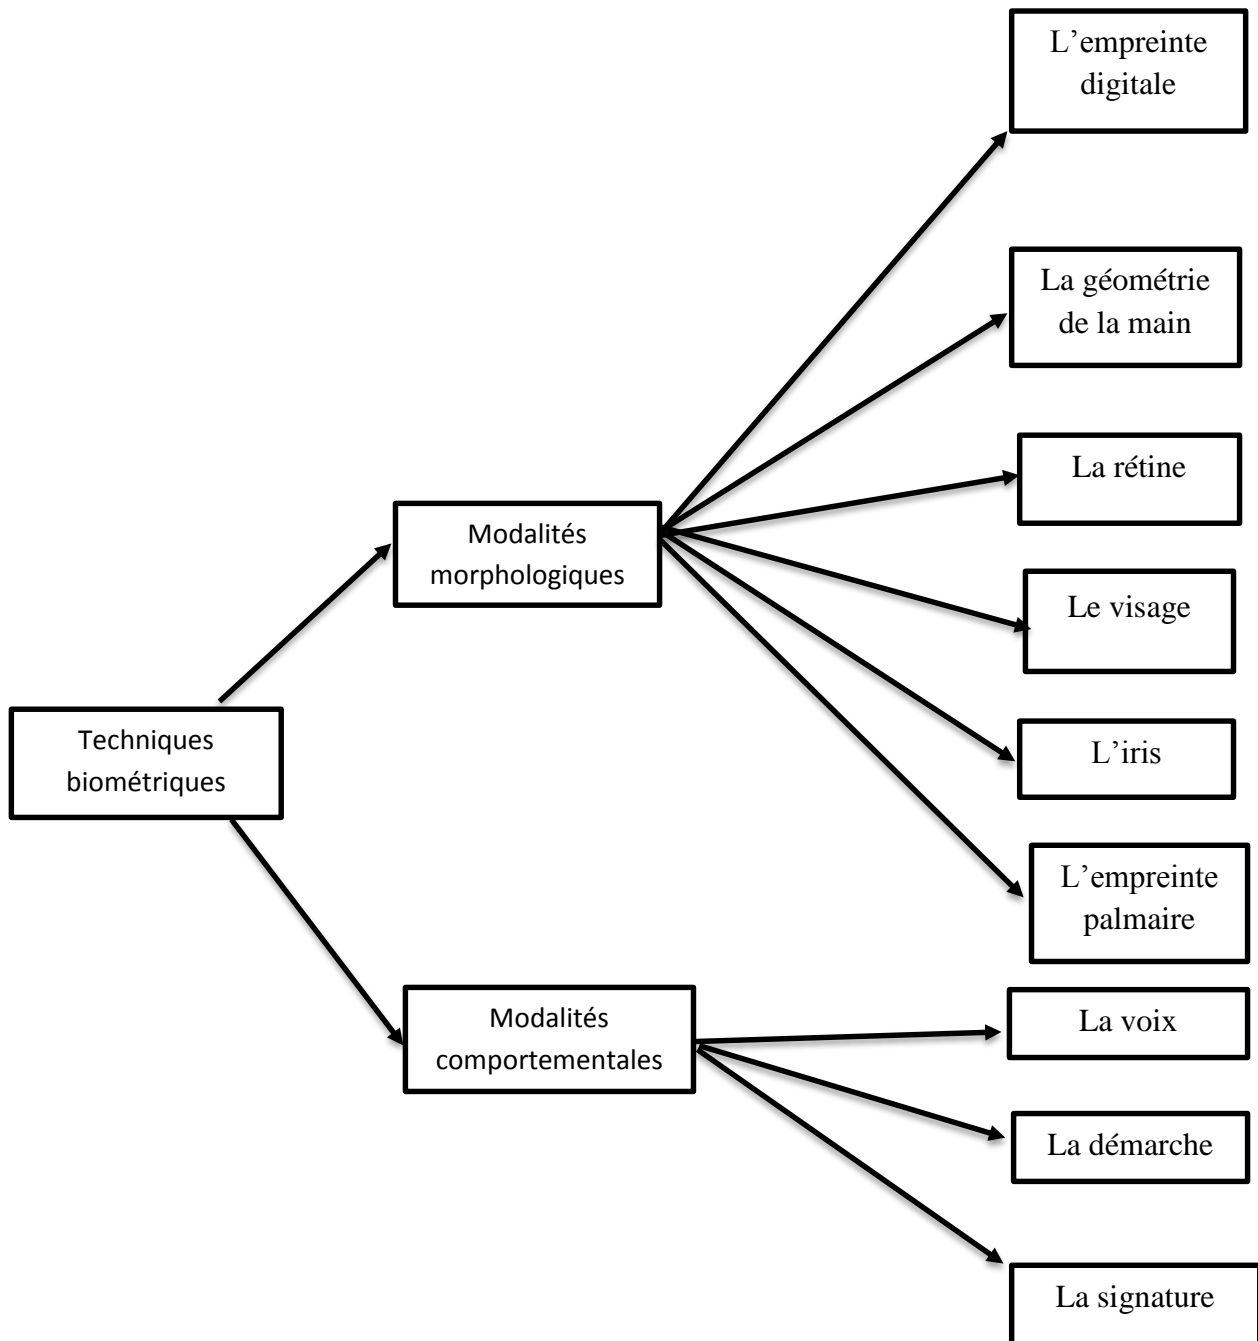 L’empreinte
digitale
La géométrie
de la main
La rétine
Modalités
morphologiques
Le visage
Techniques
biométriques
L’iris
L’empreinte
palmaire
Modalités
comportementales
La voix
La démarche
La signature